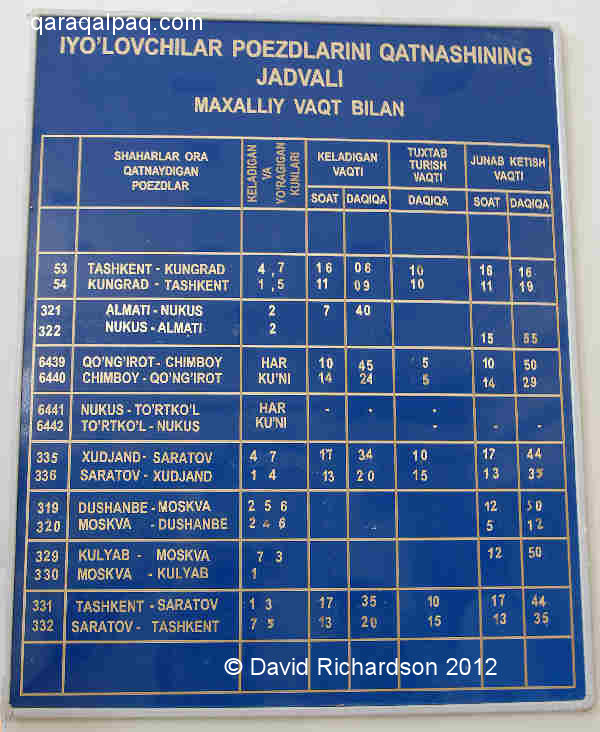 qaraqalpaq.com
IYO'LOVCHILAR POEZDLARINI QATNASHINING
JADVALI
MAXALLIY VAQT BILAN
SHAHARLAR ORA
QATNAYDIGAN
POEZDLAR
KELADIGAN
VA
YO'RAGIGAN
KUNLARI
KELADIGAN
VAQTI
TUXTAB
TURISH
VAQTI
JUNAB KETISH
VAQTI
SOAT DAQIQA DAQIQA SOAT DAQIQA
53 TASHKENT - KUNGRAD 4,7 16 06 10 16 16
54 KUNGRAD - TASHKENT 1,5 11 09 10 11 19
321 ALMATI - NUKUS 2 7 40
322 NUKUS - ALMATI 2 15 55
6439 QO'NG'IROT - CHIMBOY HAR 10 45 5 10 50
6440 CHIMBOY - QO'NG'IROT KU'NI 14 24 5 14 29
6441 NUKUS - TO'RTKO'L HAR - - - - -
6442 TO'RTKO'L - NUKUS KU'NI -
335 XUDJAND - SARATOV 4 7 17 34 10 17 44
336 SARATOV - XUDJAND 1 4 13 20 15 13 35
319 DUSHANBE - MOSKVA 2 5 6 12 50
320 MOSKVA - DUSHANBE 2 4 6 5 12
329 KULYAB - MOSKVA 7 3 12 50
330 MOSKVA - KULYAB 1
331 TASHKENT - SARATOV 1 3 17 35 10 17 44
332 SARATOV - TASHKENT 7 5 13 20 15 13 35
© David Richardson 2012